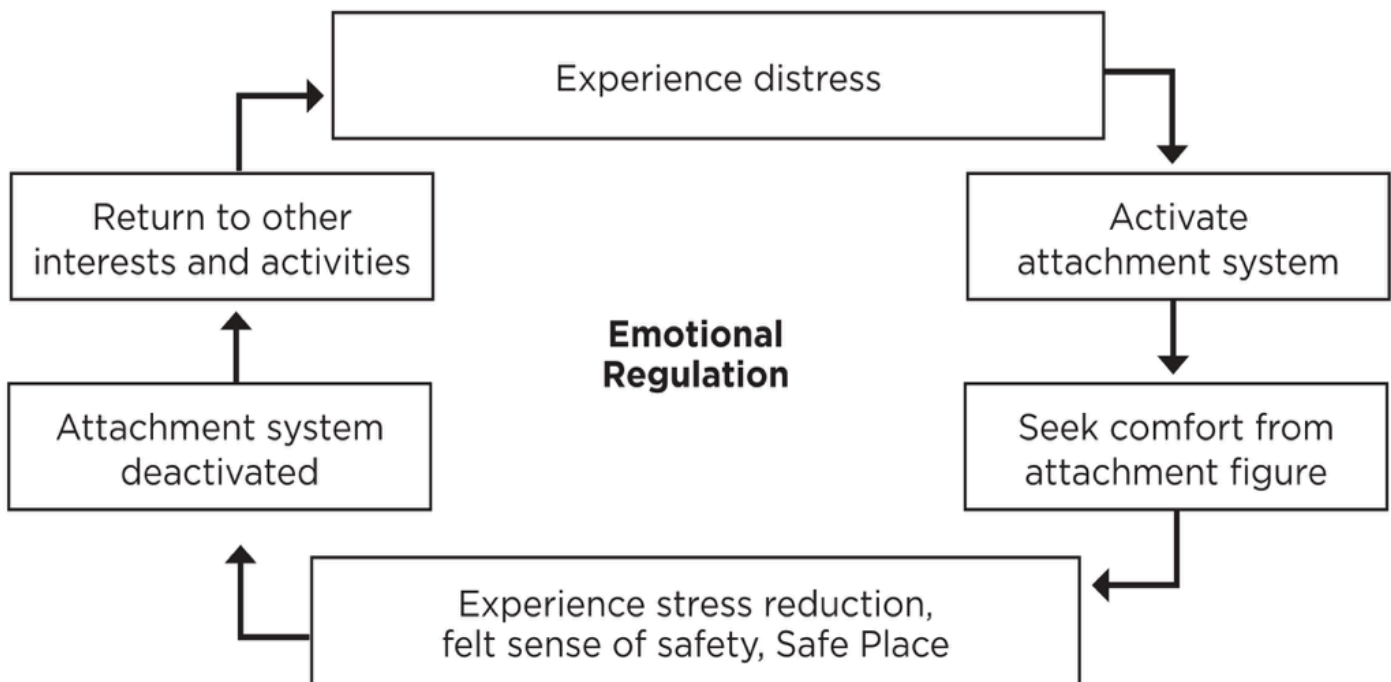 Experience distress
Activate
attachment system
Seek comfort from
attachment figure
Experience stress reduction,
felt sense of safety, Safe Place
Attachment system
deactivated
Return to other
interests and activities
Emotional
Regulation